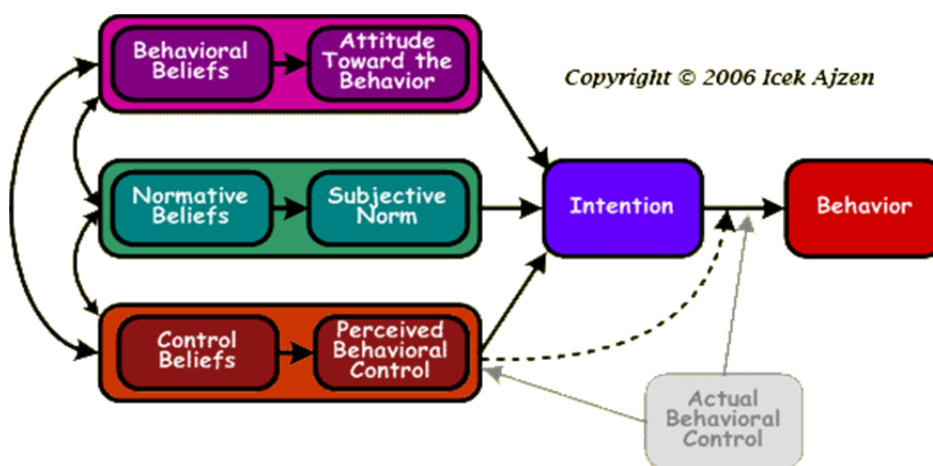 Behavioral
Beliefs
Attitude
Toward the
Behavior
Copyright © 2006 Icek Ajzen
Normative
Beliefs
Subjective
Norm
Intention
Behavior
Control
Beliefs
Perceived
Behavioral
Control
Actual
Behavioral
Control